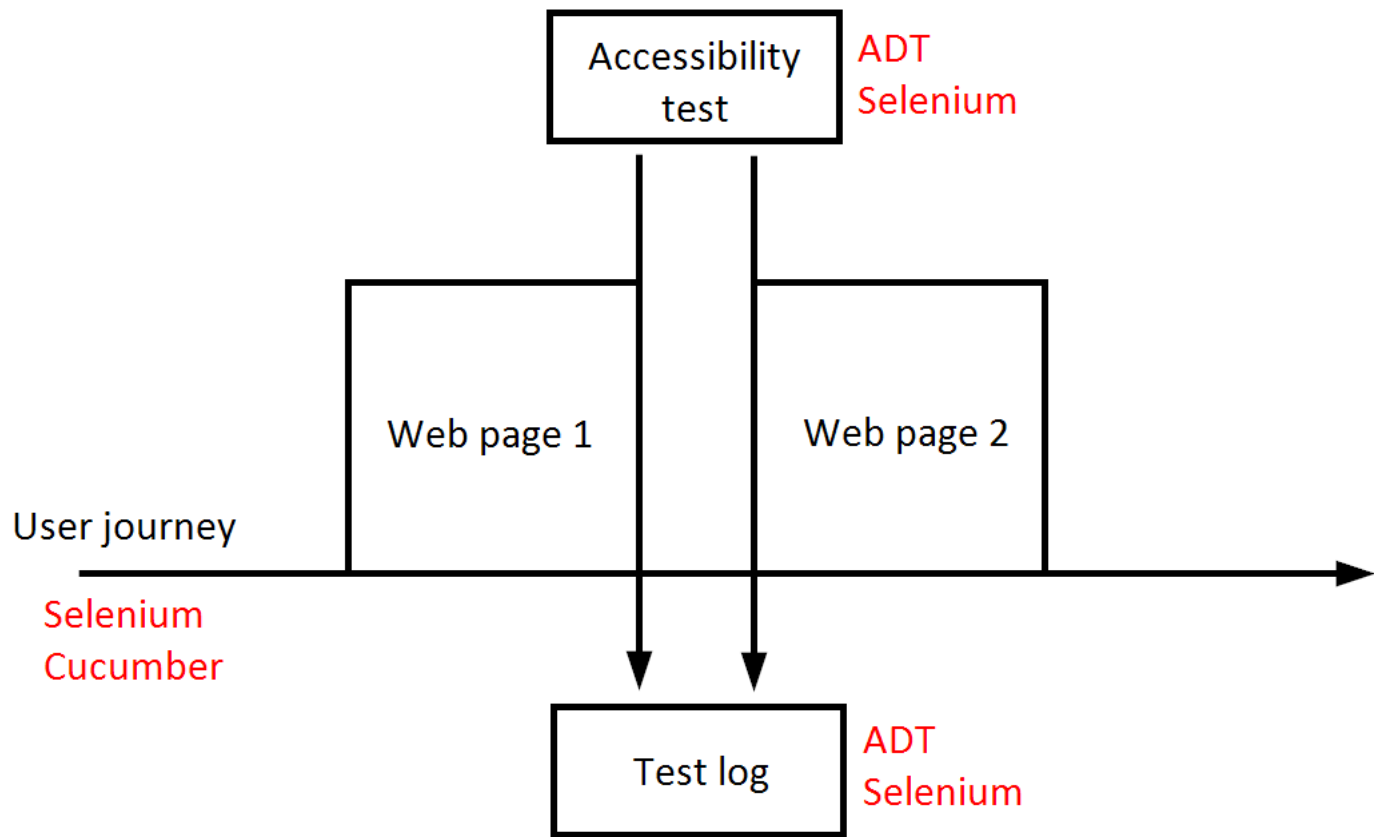 Accessibility
test
ADT
Selenium
Web page 1
Web page 2
User journey
Selenium
Cucumber
Test log
ADT
Selenium